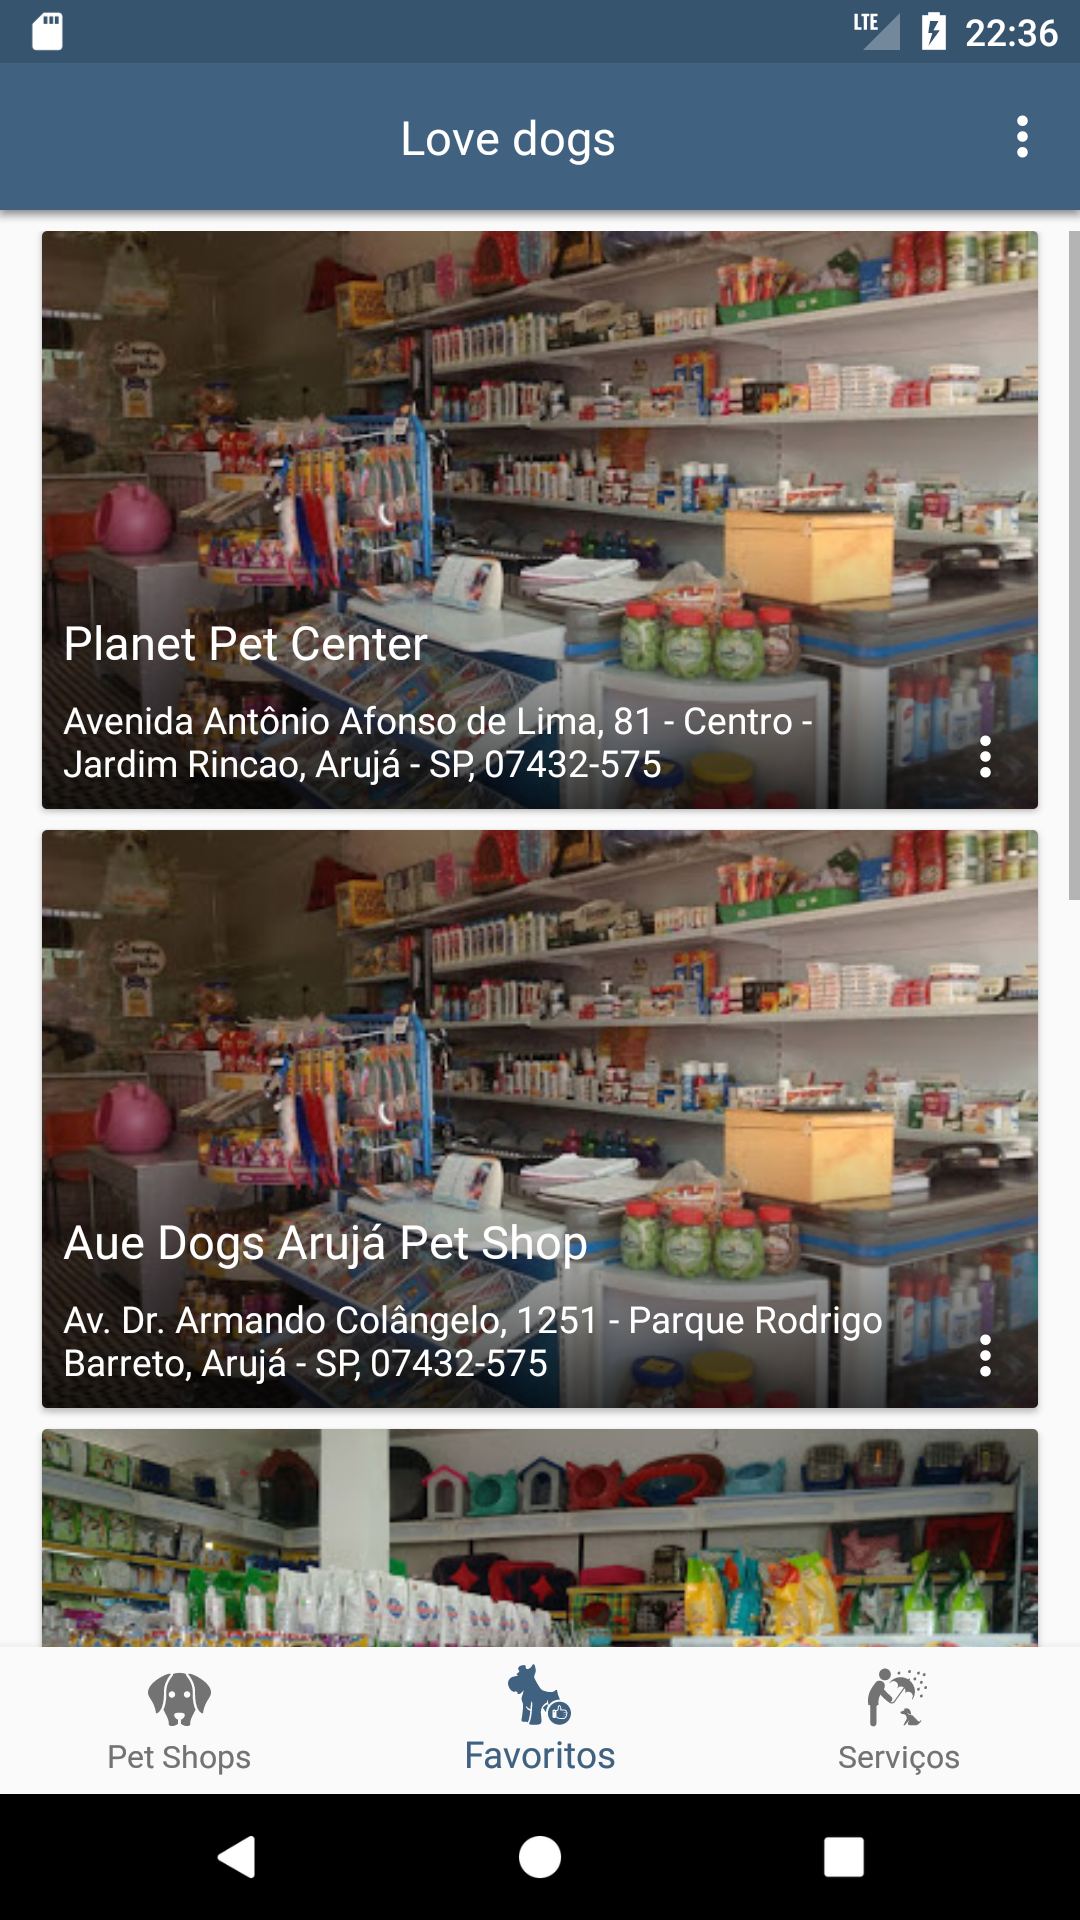 LTE 22:36
Love dogs
Planet Pet Center
Avenida Antônio Afonso de Lima, 81 - Centro -
Jardim Rincao, Arujá - SP, 07432-575
Aue Dogs Arujá Pet Shop
Av. Dr. Armando Colângelo, 1251 - Parque Rodrigo
Barreto, Arujá - SP, 07432-575
Pet Shops
Favoritos
Serviços